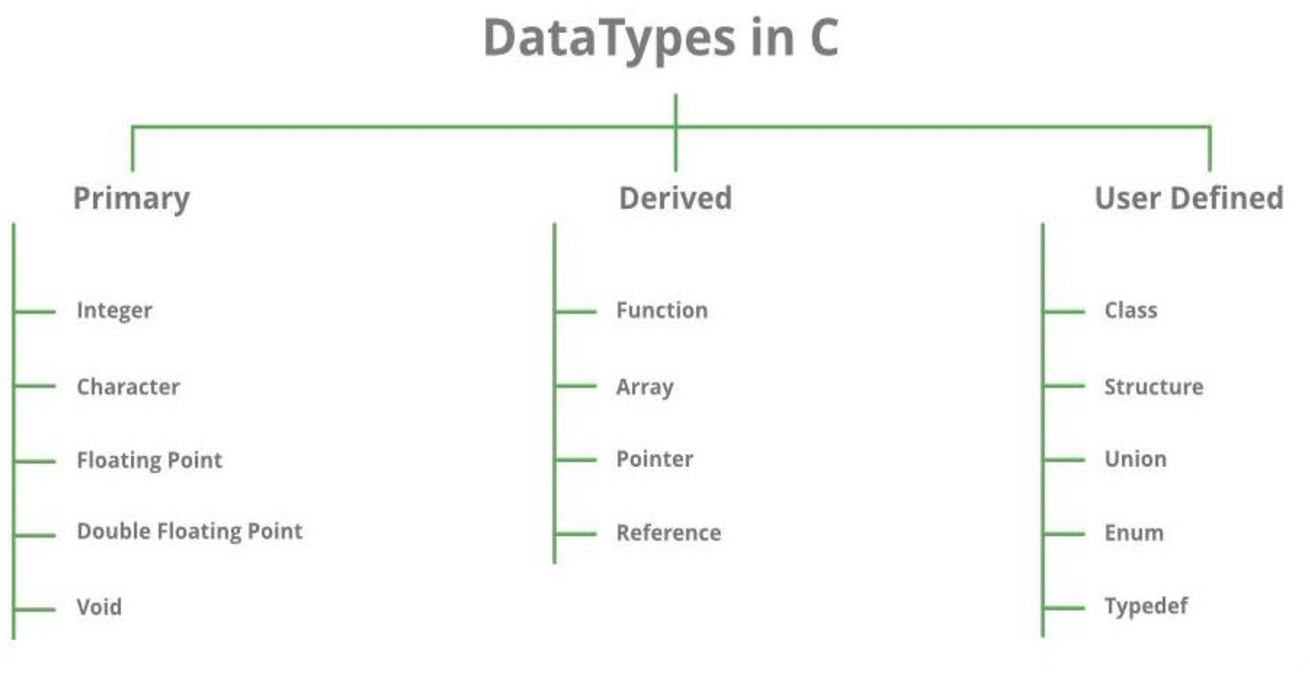 DataTypes in C
Primary
Derived
User Defined
Integer
Character
Floating Point
Double Floating Point
Void
Function
Array
Pointer
Reference
Class
Structure
Union
Enum
Typedef